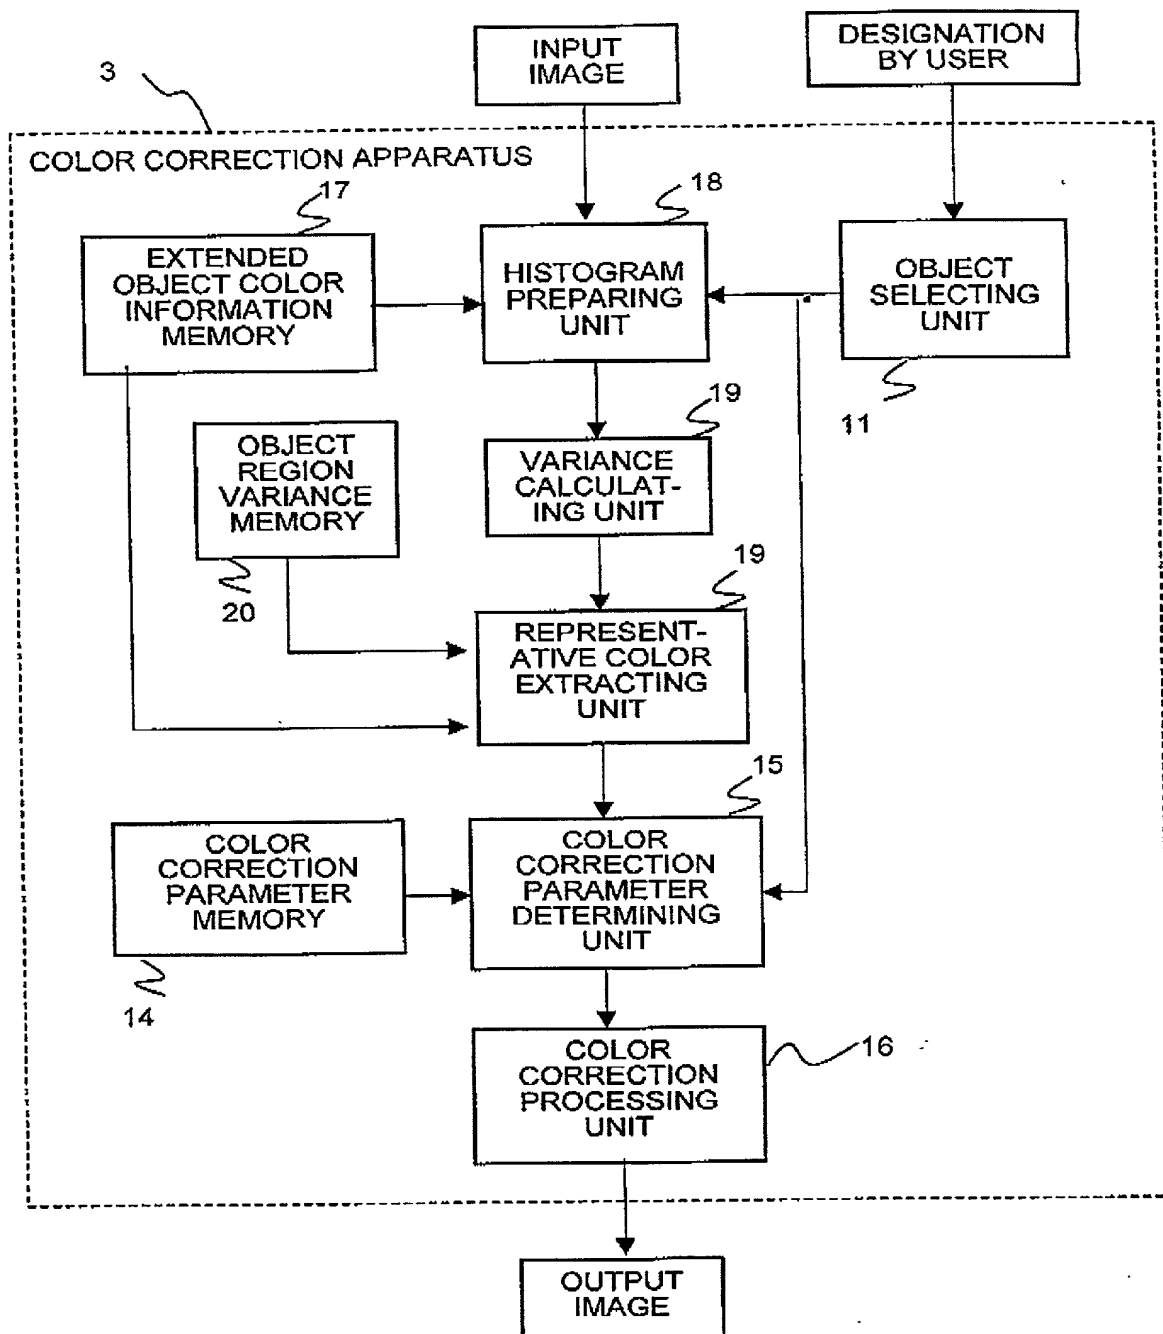 INPUT
IMAGE
DESIGNATION
BY USER
3
COLOR CORRECTION APPARATUS
17
EXTENDED
OBJECT COLOR
INFORMATION
MEMORY
18
HISTOGRAM
PREPARING
UNIT
OBJECT
SELECTING
UNIT
11
OBJECT
REGION
VARIANCE
MEMORY
20
19
VARIANCE
CALCULAT-
ING UNIT
19
REPRESENT-
ATIVE COLOR
EXTRACTING
UNIT
COLOR
CORRECTION
PARAMETER
MEMORY
14
15
COLOR
CORRECTION
PARAMETER
DETERMINING
UNIT
COLOR
CORRECTION
PROCESSING
UNIT
16
OUTPUT
IMAGE